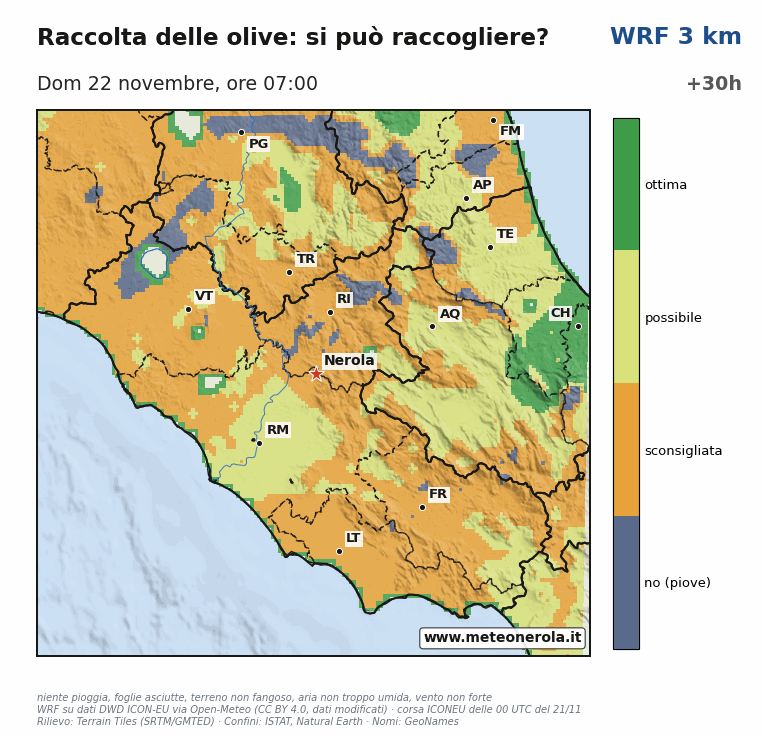 Raccolta delle olive: si può raccogliere?
WRF 3 km
Dom 22 novembre, ore 07:00
+30h
FM
PG
AP
TE
TR
VT
RI
AQ
CH
Nerola
RM
FR
LT
www.meteonerola.it
ottima
possibile
sconsigliata
no (piove)
niente pioggia, foglie asciutte, terreno non fangoso, aria non troppo umida, vento non forte
WRF su dati DWD ICON-EU via Open-Meteo (CC BY 4.0, dati modificati) · corsa ICONEU delle 00 UTC del 21/11
Rilievo: Terrain Tiles (SRTM/GMTED) · Confini: ISTAT, Natural Earth · Nomi: GeoNames